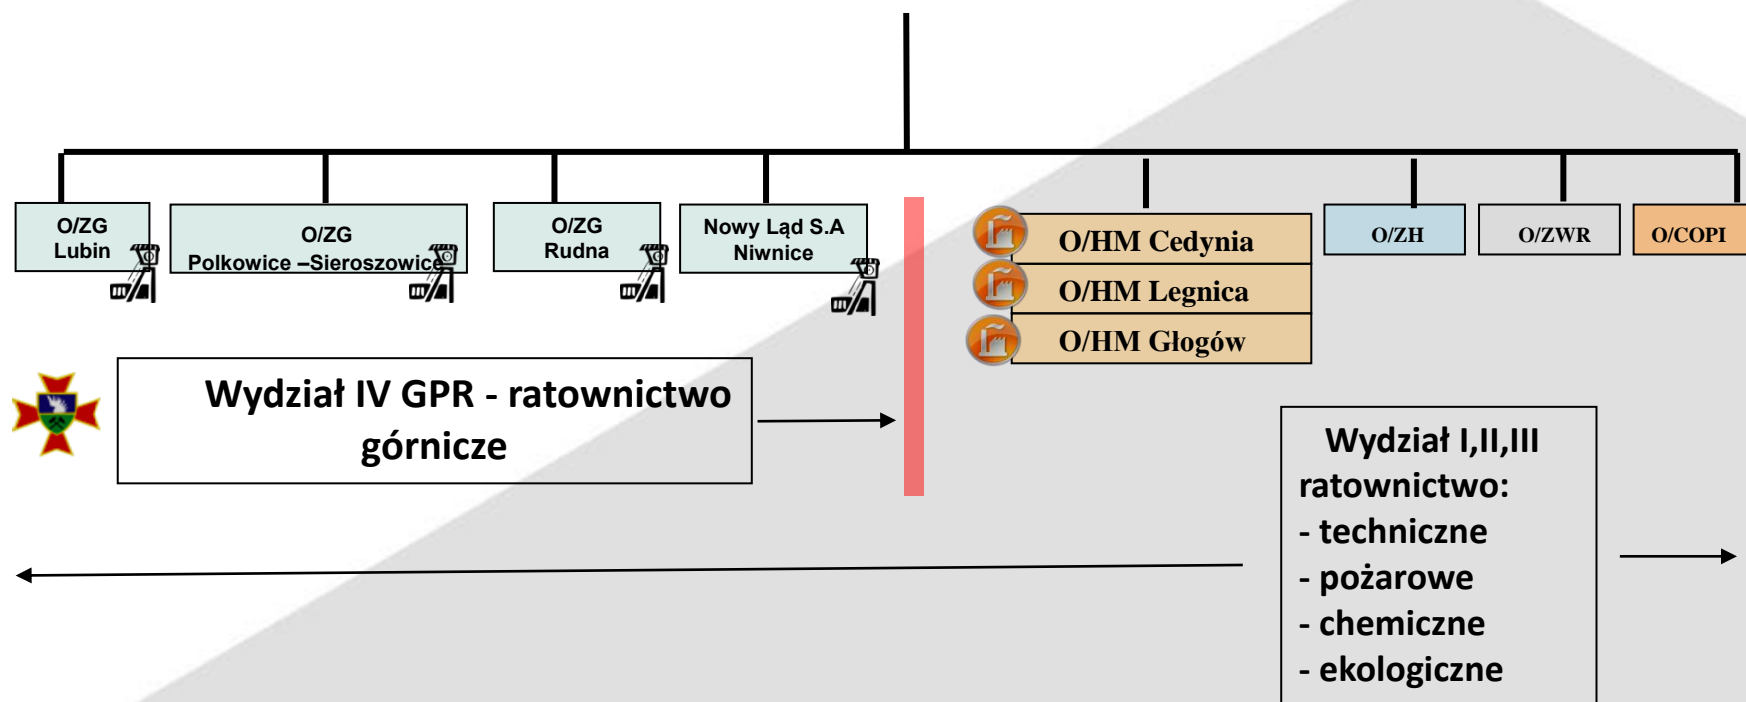 O/ZG
Lubin
O/ZG
Polkowice –Sieroszowice
O/ZG
Rudna
Nowy Ląd S.A
Niwnice
O/HM Cedynia
O/HM Legnica
O/HM Głogów
O/ZH
O/ZWR
O/COPI
Wydział IV GPR - ratownictwo
górnicze
Wydział I,II,III
ratownictwo:
- techniczne
- pożarowe
- chemiczne
- ekologiczne